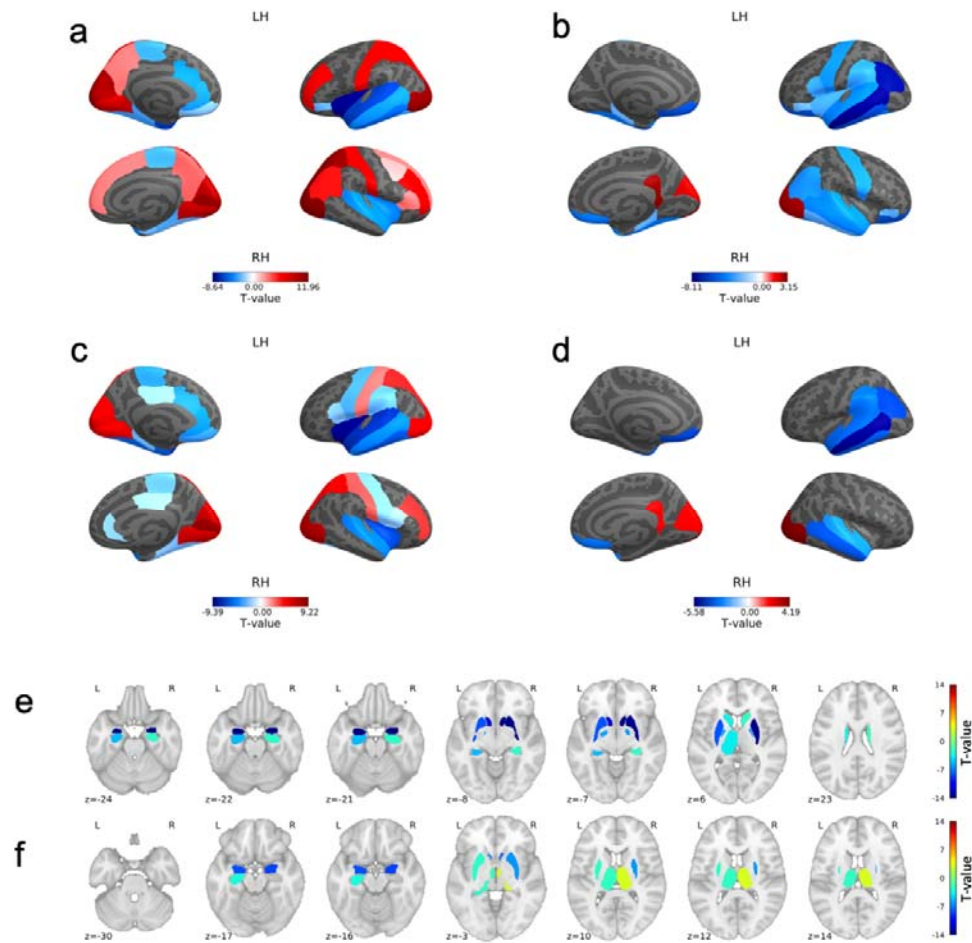 a
LH
b
LH
RH
-8.64 0.00 11.96
T-value
RH
-8.11 0.00 3.15
T-value
c
LH
d
LH
RH
-9.39 0.00 9.22
T-value
RH
-5.58 0.00 4.19
T-value
e
L R L R L R L R L R L R L R
14
7
0
-7
-14
T-value
z=-24 z=-22 z=-21 z=-8 z=-7 z=6 z=23
f
L R L R L R L R L R L R L R
14
7
0
-7
-14
T-value
z=-30 z=-17 z=-16 z=-3 z=10 z=12 z=14